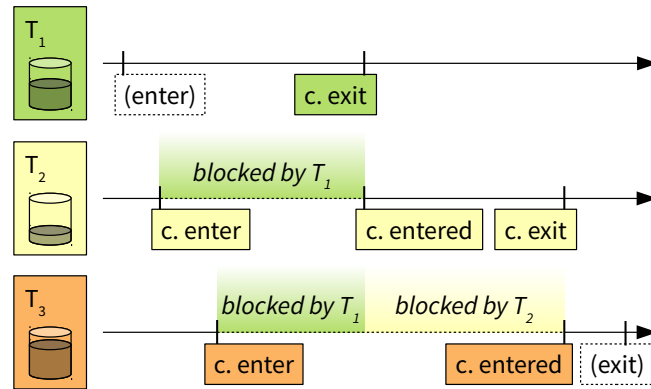 T1
(enter)
c. exit
T2
blocked by T1
c. enter
c. entered
c. exit
T3
blocked by T1
blocked by T2
c. enter
c. entered
(exit)